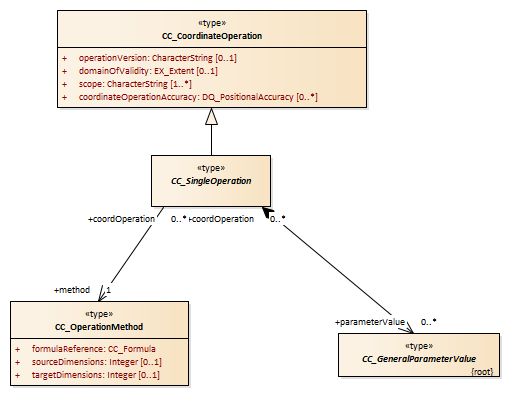 «type»
CC_CoordinateOperation
+ operationVersion: CharacterString [0..1]
+ domainOfValidity: EX_Extent [0..1]
+ scope: CharacterString [1..*]
+ coordinateOperationAccuracy: DQ_PositionalAccuracy [0..*]
«type»
CC_SingleOperation
+coordOperation 0..* +coordOperation 0..*
+method 1
+parameterValue 0..*
«type»
CC_OperationMethod
+ formulaReference: CC_Formula
+ sourceDimensions: Integer [0..1]
+ targetDimensions: Integer [0..1]
«type»
CC_GeneralParameterValue
{root}